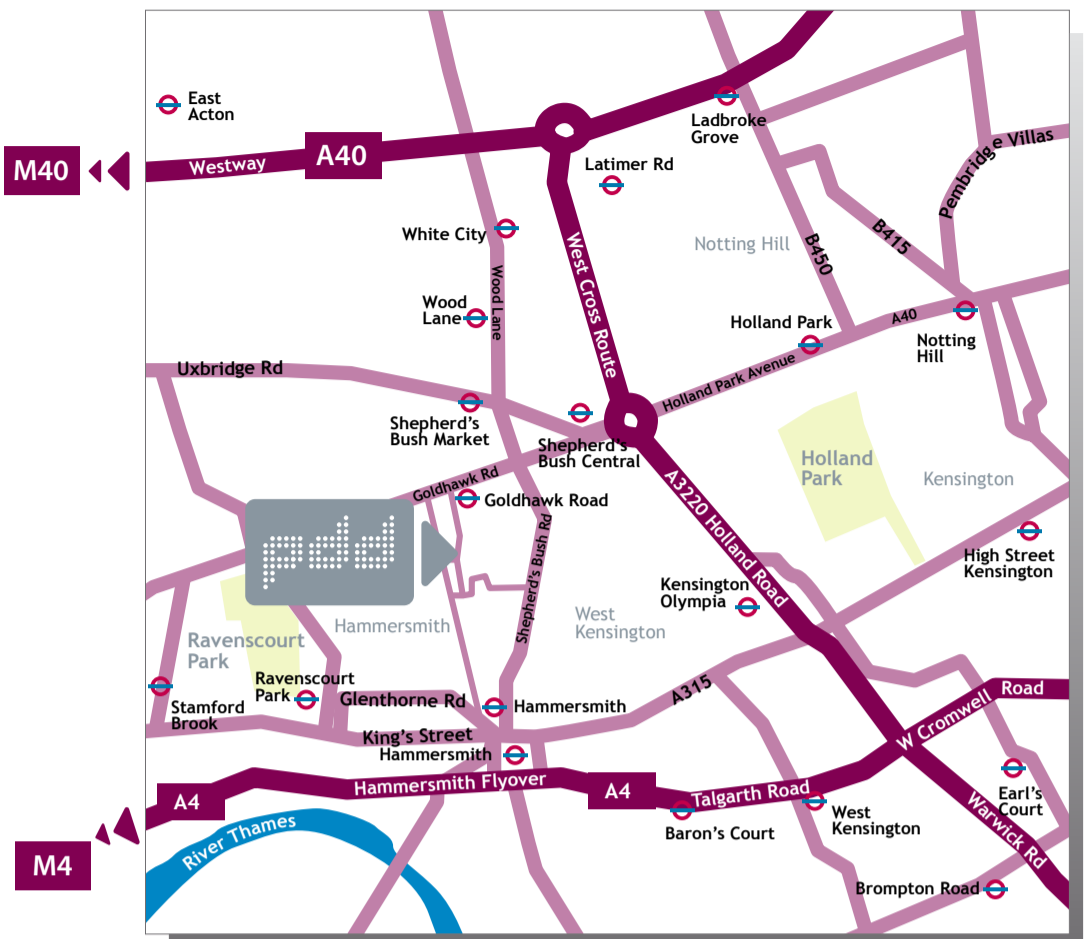 East
Acton
Ladbroke
Grove
M40
Westway
A40
Latimer Rd
Pembridge Villas
White City
West Cross Route
Notting Hill
B450
B415
Wood
Lane
Wood Lane
Holland Park
A40
Notting
Hill
Uxbridge Rd
Holland Park Avenue
Shepherd's
Bush Market
Shepherd's
Bush Central
Holland
Park
Kensington
Goldhawk Rd
Goldhawk Road
A3220 Holland Road
pdd
Shepherd's Bush Rd
High Street
Kensington
Kensington
Olympia
Hammersmith
West
Kensington
Ravenscourt
Park
Ravenscourt
Park
Stamford
Brook
Glenthorne Rd
Hammersmith
A315
W Cromwell Road
King's Street
Hammersmith
Hammersmith Flyover
A4
A4
Talgarth Road
Earl's
Court
West
Kensington
Baron's Court
Warwick Rd
River Thames
M4
Brompton Road